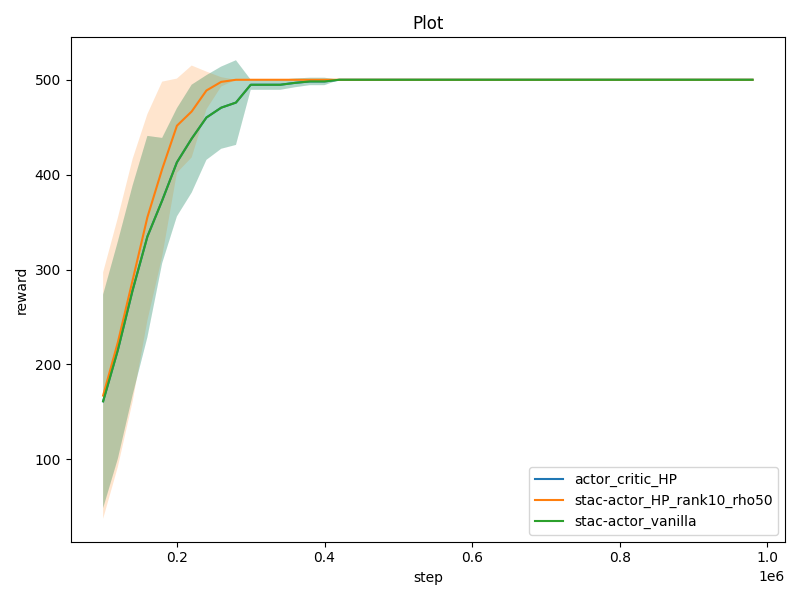 Plot
reward
500
400
300
200
100
0.2
0.4
0.6
0.8
1.0
1e6
step
actor_critic_HP
stac-actor_HP_rank10_rho50
stac-actor_vanilla